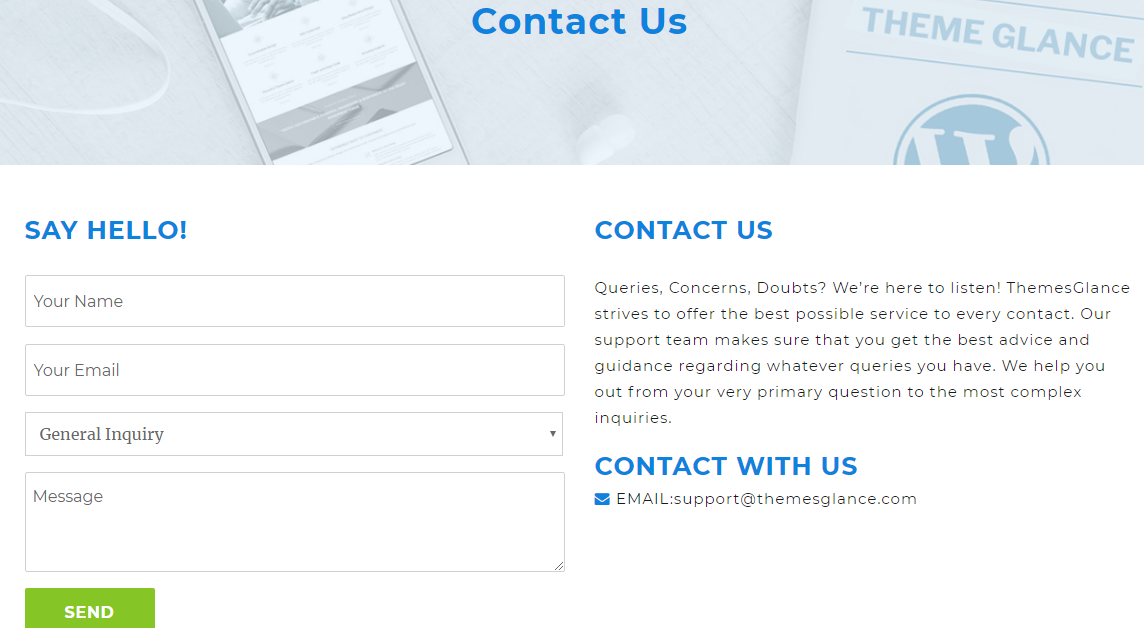 Contact Us
THEME GLANCE
SAY HELLO!
Your Name
Your Email
General Inquiry
Message
SEND
CONTACT US
Queries, Concerns, Doubts? We’re here to listen! ThemesGlance
strives to offer the best possible service to every contact. Our
support team makes sure that you get the best advice and
guidance regarding whatever queries you have. We help you
out from your very primary question to the most complex
inquiries.
CONTACT WITH US
EMAIL:support@themesglance.com